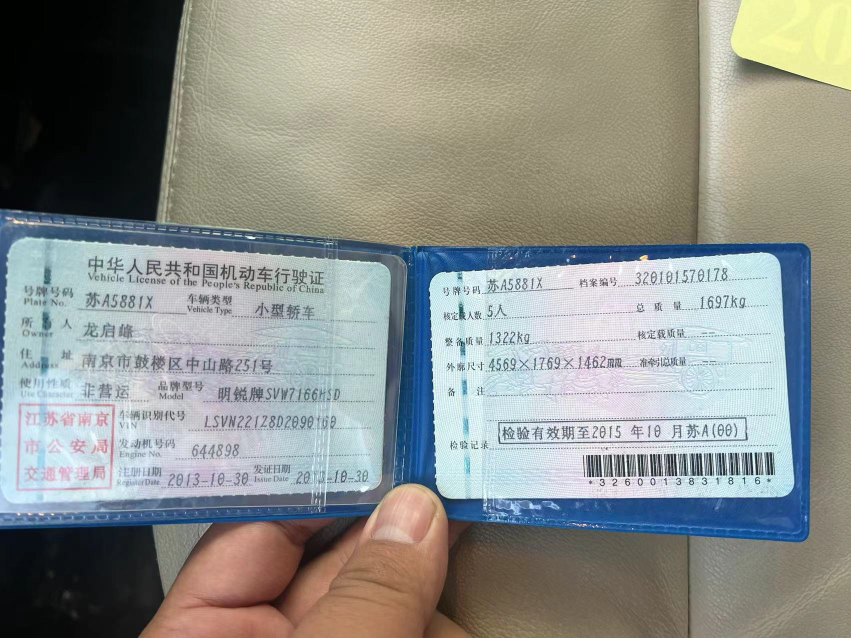 中华人民共和国机动车行驶证
Vehicle License of the People's Republic of China
号牌号码 Plate No. 苏A5881X 车辆类型 Vehicle Type 小型轿车
所有人 Owner 龙启峰
住址 Address 南京市鼓楼区中山路251号
使用性质 Use Character 非营运 品牌型号 Model 明锐牌SVW7166HSD
江苏省南京
市公安局
交通管理局
车辆识别代号 VIN LSVN221Z8D2090160
发动机号码 Engine No. 644898
注册日期 Register Date 2013-10-30 发证日期 Issue Date 2013-10-30
号牌号码 苏A5881X 档案编号 320101570178
核定载人数 5人 总质量 1697kg
整备质量 1322kg 核定载质量 --
外廓尺寸 4569×1769×1462 准牵引总质量 --
备注
检验记录 检验有效期至2015 年 10 月苏A(00)
*3260013831816*
20